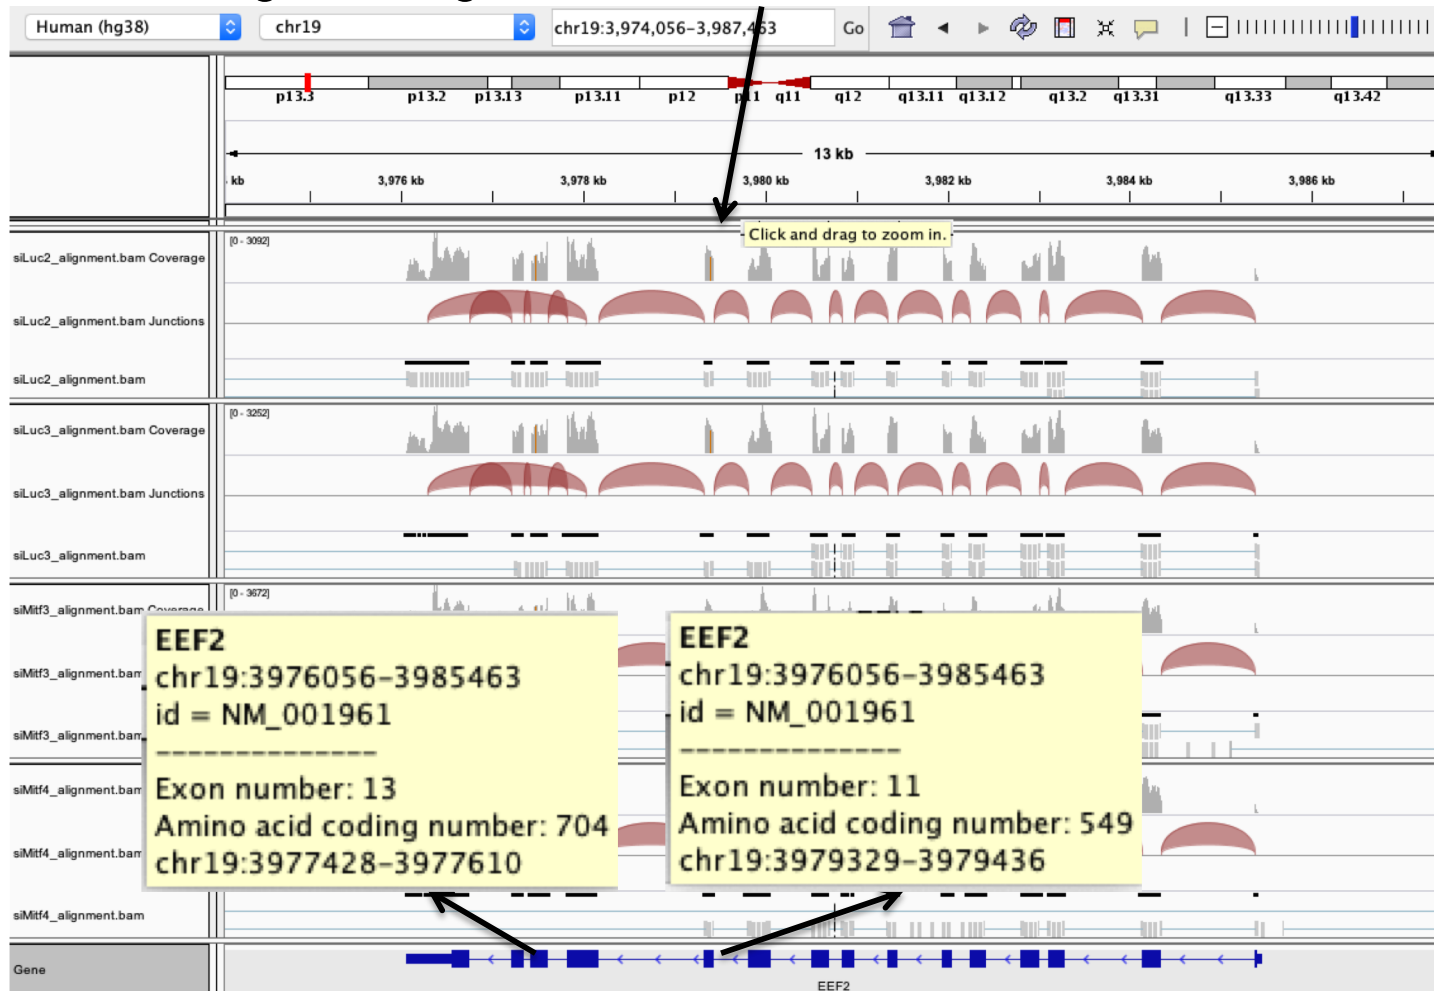 Human (hg38) chr19 chr19:3,974,056-3,987,463 Go
p13.3 p13.2 p13.13 p13.11 p12 p11 q11 q12 q13.11 q13.12 q13.2 q13.31 q13.33 q13.42
13 kb
kb 3,976 kb 3,978 kb 3,980 kb 3,982 kb 3,984 kb 3,986 kb
Click and drag to zoom in.
[0 - 3092]
siLuc2_alignment.bam Coverage
siLuc2_alignment.bam Junctions
siLuc2_alignment.bam
[0 - 3252]
siLuc3_alignment.bam Coverage
siLuc3_alignment.bam Junctions
siLuc3_alignment.bam
[0 - 3672]
siMitf3_alignment.bam Coverage
siMitf3_alignment.bam
siMitf3_alignment.bam
siMitf4_alignment.bam
siMitf4_alignment.bam
siMitf4_alignment.bam
EEF2
chr19:3976056-3985463
id = NM_001961
--------------
Exon number: 13
Amino acid coding number: 704
chr19:3977428-3977610
EEF2
chr19:3976056-3985463
id = NM_001961
--------------
Exon number: 11
Amino acid coding number: 549
chr19:3979329-3979436
Gene
EEF2